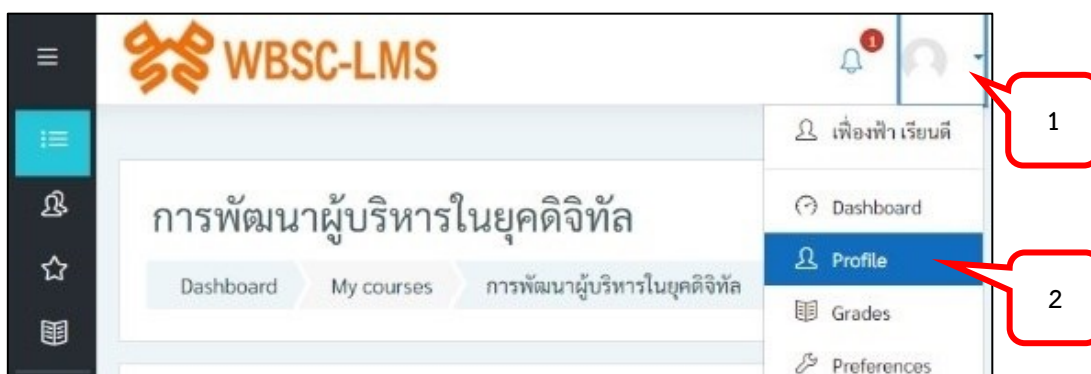 WBSC-LMS
1
เฟื่องฟ้า เรียนดี
1
Dashboard
การพัฒนาผู้บริหารในยุคดิจิทัล
Profile
Dashboard My courses การพัฒนาผู้บริหารในยุคดิจิทัล
2
Grades
Preferences